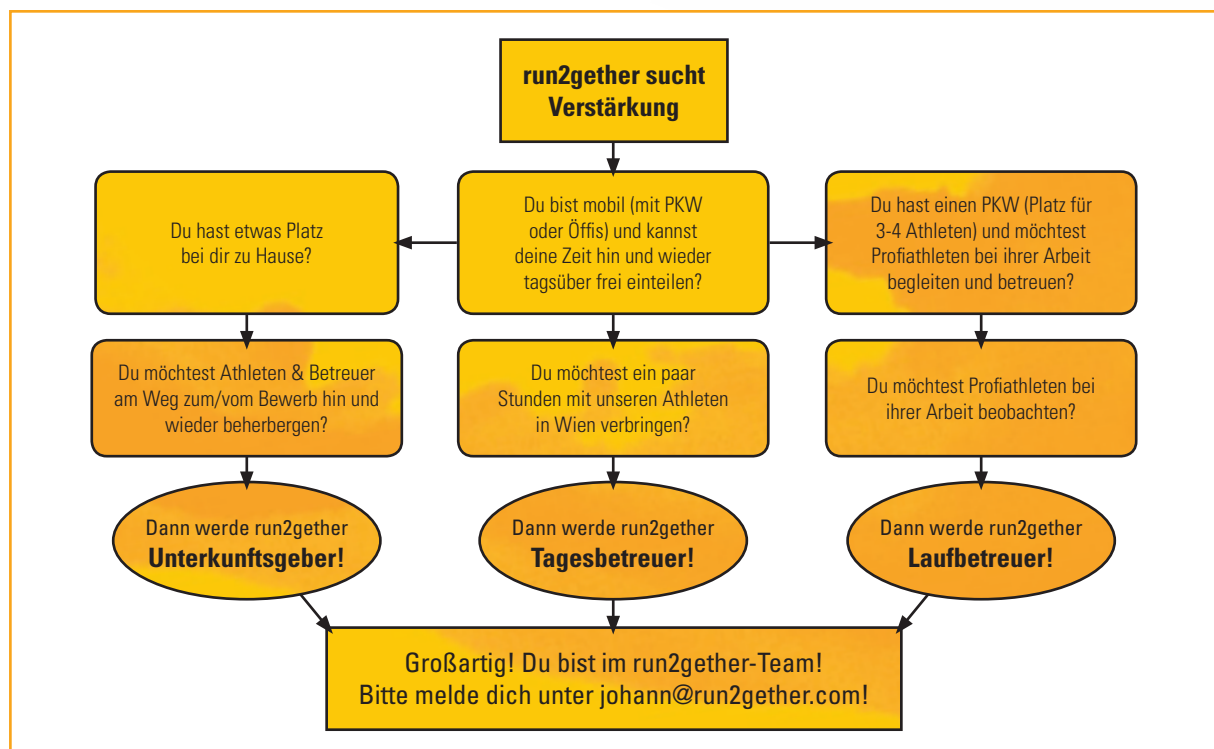 run2gether sucht
Verstärkung
Du hast etwas Platz
bei dir zu Hause?
Du bist mobil (mit PKW
oder Öffis) und kannst
deine Zeit hin und wieder
tagsüber frei einteilen?
Du hast einen PKW (Platz für
3-4 Athleten) und möchtest
Profiathleten bei ihrer Arbeit
begleiten und betreuen?
Du möchtest Athleten & Betreuer
am Weg zum/vom Bewerb hin und
wieder beherbergen?
Du möchtest ein paar
Stunden mit unseren Athleten
in Wien verbringen?
Du möchtest Profiathleten bei
ihrer Arbeit beobachten?
Dann werde run2gether
Unterkunftsgeber!
Dann werde run2gether
Tagesbetreuer!
Dann werde run2gether
Laufbetreuer!
Großartig! Du bist im run2gether-Team!
Bitte melde dich unter johann@run2gether.com!